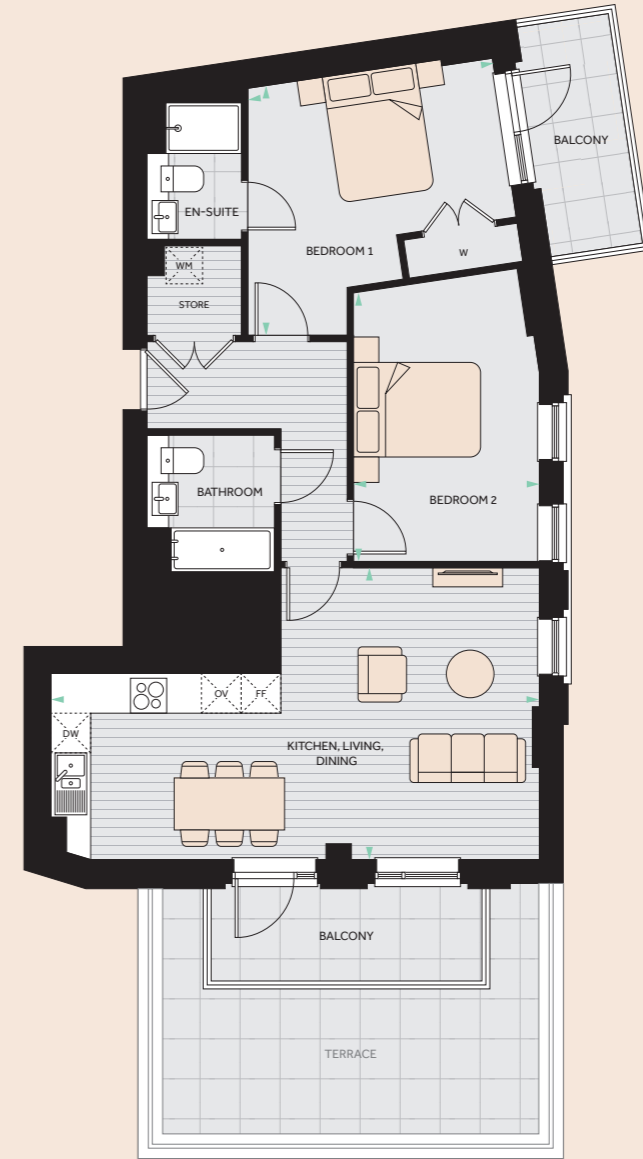 BALCONY
EN-SUITE
BEDROOM 1
W
WM
STORE
BATHROOM
BEDROOM 2
OV
FF
DW
KITCHEN, LIVING,
DINING
BALCONY
TERRACE